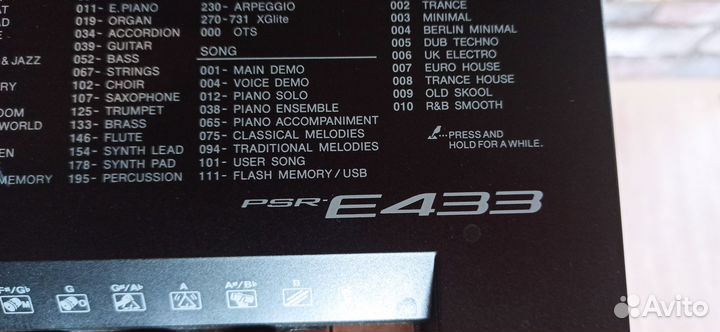 011- E.PIANO
019- ORGAN
034- ACCORDION
039- GUITAR
052- BASS
067- STRINGS
102- CHOIR
107- SAXOPHONE
125- TRUMPET
133- BRASS
146- FLUTE
154- SYNTH LEAD
178- SYNTH PAD
195- PERCUSSION
& JAZZ
WORLD
MEMORY
230- ARPEGGIO
270-731 XGlite
000 OTS
SONG
001- MAIN DEMO
004- VOICE DEMO
012- PIANO SOLO
038- PIANO ENSEMBLE
065- PIANO ACCOMPANIMENT
075- CLASSICAL MELODIES
094- TRADITIONAL MELODIES
101- USER SONG
111- FLASH MEMORY/USB
002 TRANCE
003 MINIMAL
004 BERLIN MINIMAL
005 DUB TECHNO
006 UK ELECTRO
007 EURO HOUSE
008 TRANCE HOUSE
009 OLD SKOOL
010 R&B SMOOTH
...PRESS AND
HOLD FOR A WHILE.
PSR-E433
F#/G♭ G G#/A♭ A A#/B♭ B
Avito